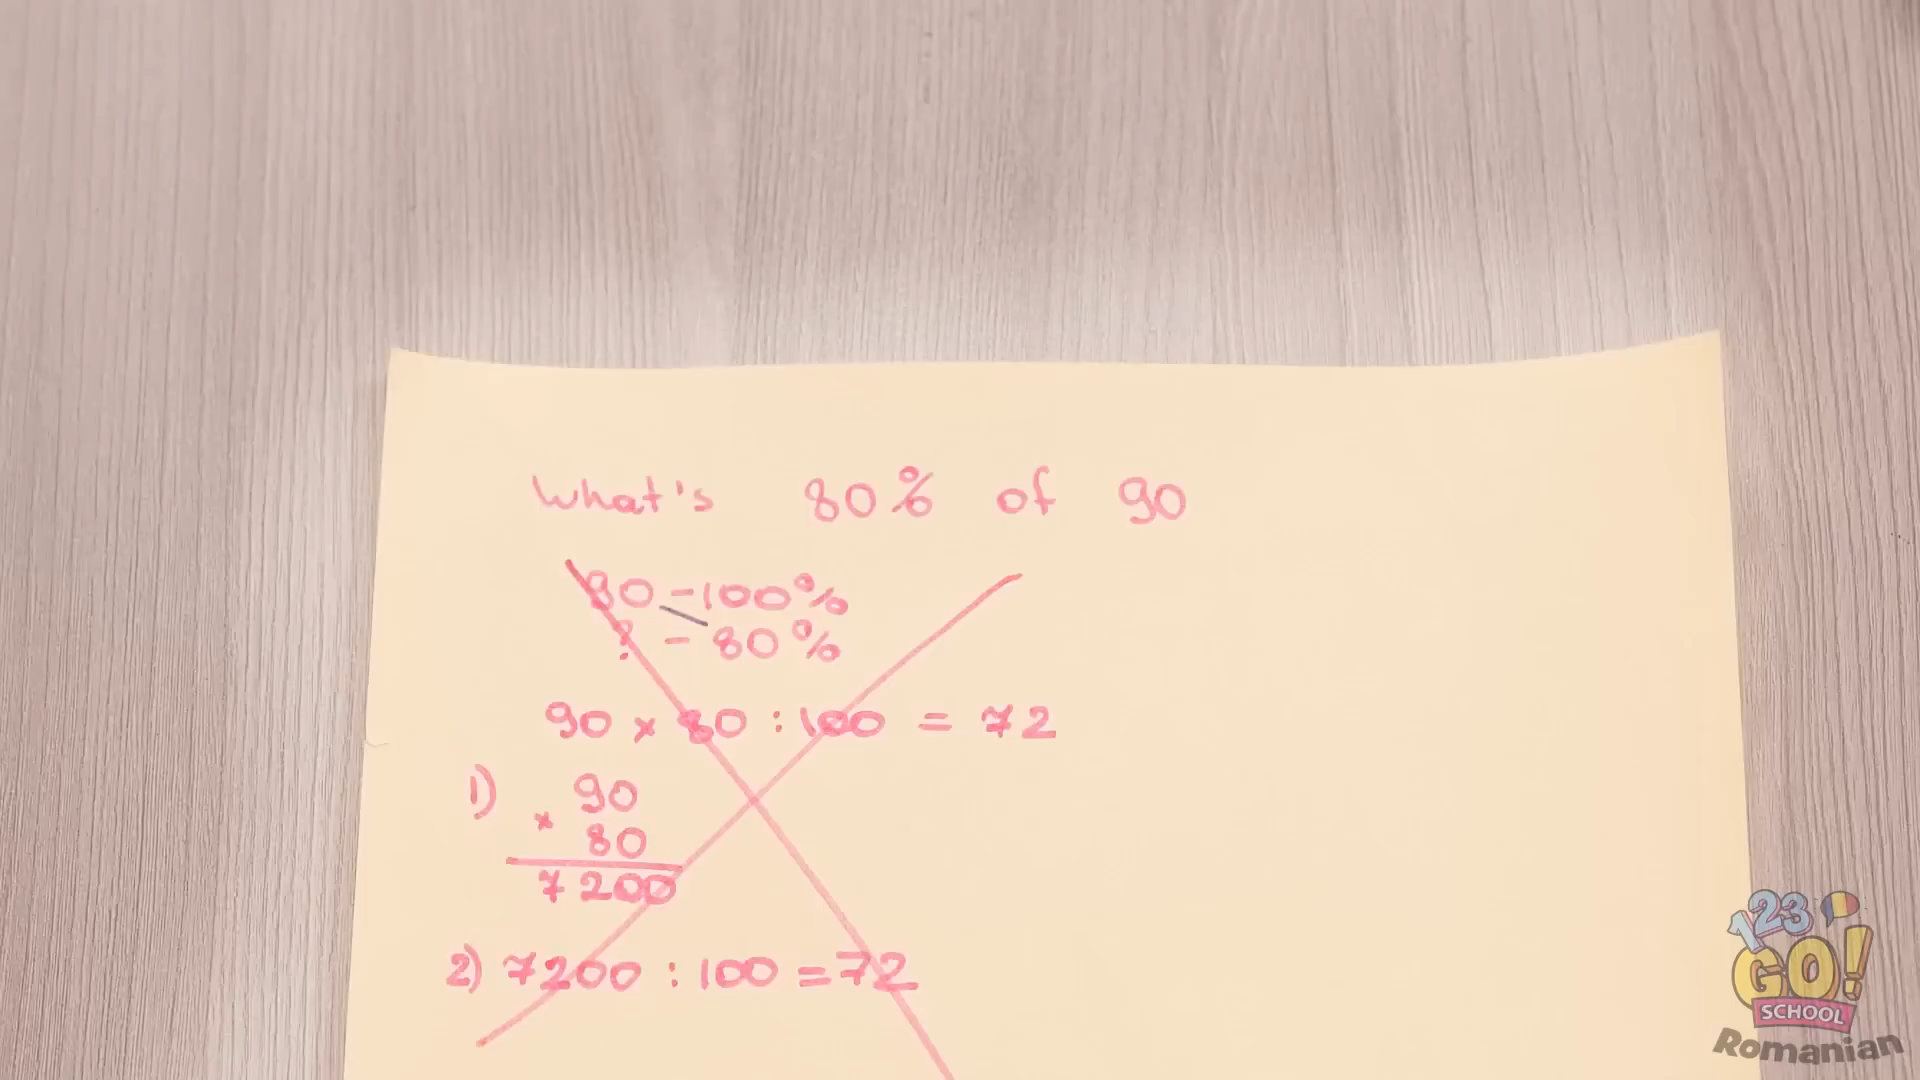 What's 80% of 90
80 - 100%
? - 80%
90 x 80 : 100 = 72
1) 90
x 80
7200
2) 7200 : 100 = 72
123
GO!
SCHOOL
Romanian